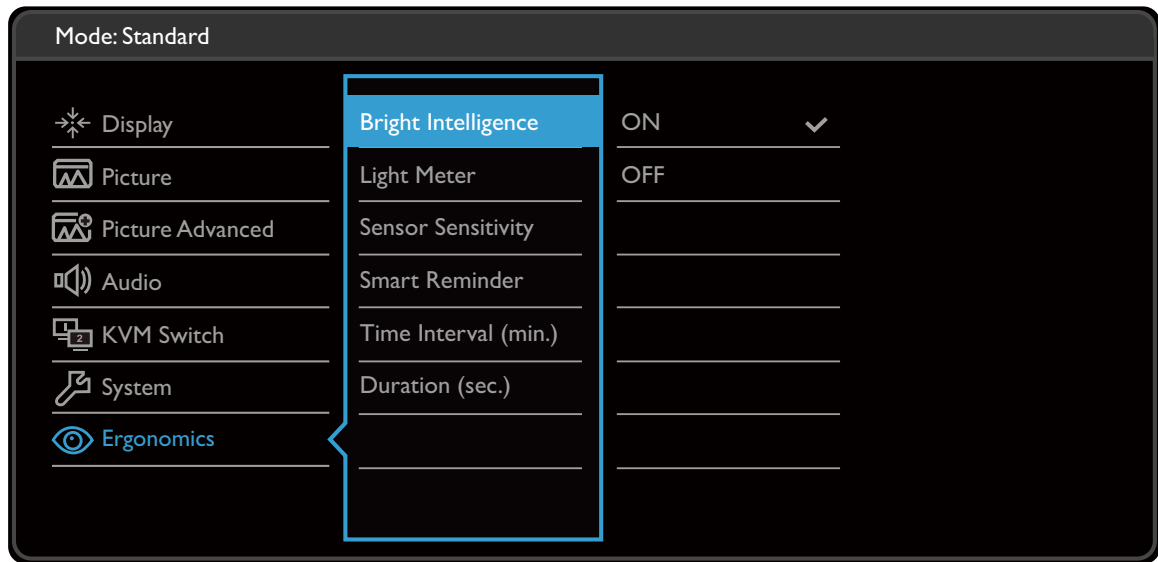 Mode: Standard
Display
Picture
Picture Advanced
Audio
KVM Switch
2
System
Ergonomics
Bright Intelligence
Light Meter
Sensor Sensitivity
Smart Reminder
Time Interval (min.)
Duration (sec.)
ON
OFF